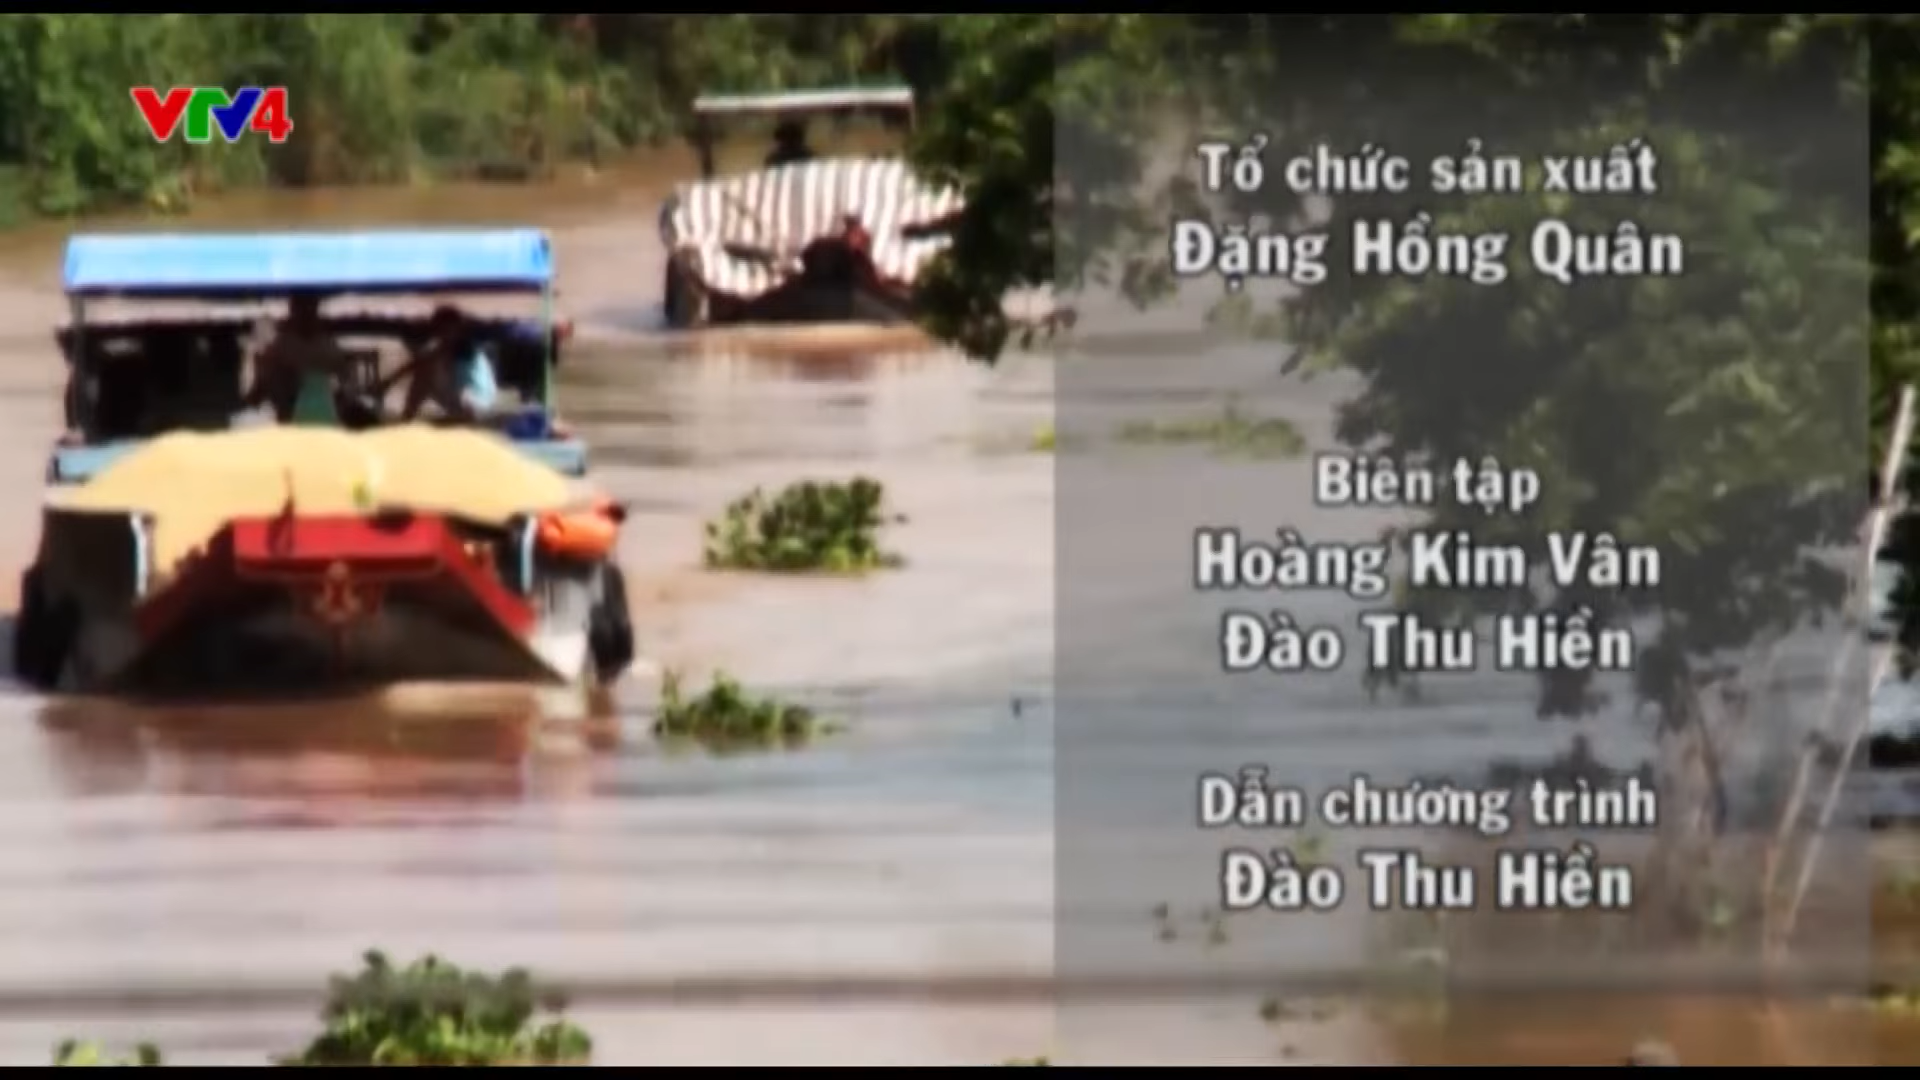 VTV4
Tổ chức sản xuất
Đặng Hồng Quân
Biên tập
Hoàng Kim Vân
Đào Thu Hiền
Dẫn chương trình
Đào Thu Hiền